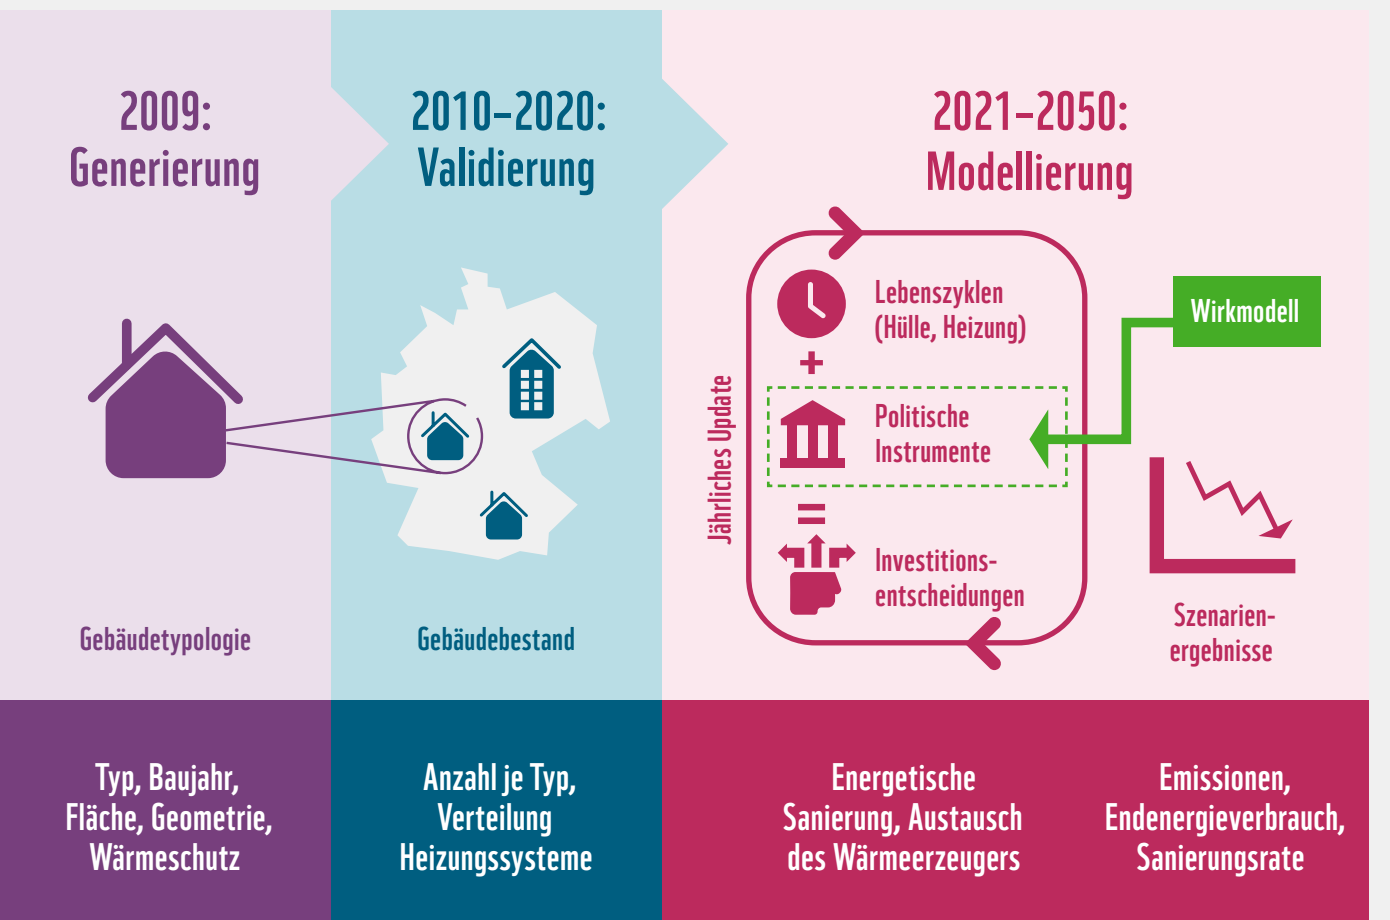 2009:
Generierung
Gebäudetypologie
Typ, Baujahr,
Fläche, Geometrie,
Wärmeschutz
2010–2020:
Validierung
Gebäudebestand
Anzahl je Typ,
Verteilung
Heizungssysteme
2021–2050:
Modellierung
Jährliches Update
Lebenszyklen
(Hülle, Heizung)
+
Politische
Instrumente
=
Investitions-
entscheidungen
Wirkmodell
Szenarien-
ergebnisse
Energetische
Sanierung, Austausch
des Wärmeerzeugers
Emissionen,
Endenergieverbrauch,
Sanierungsrate